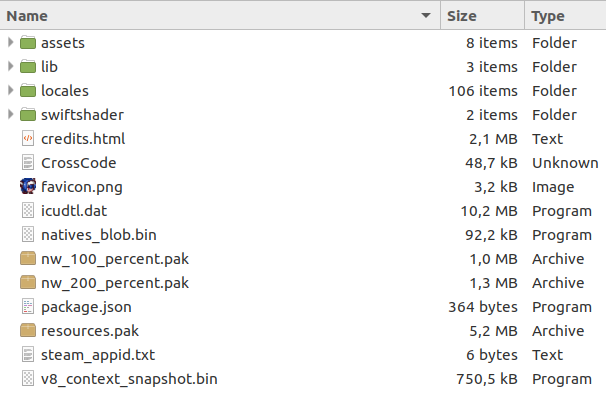 Name Size Type
assets 8 items Folder
lib 3 items Folder
locales 106 items Folder
swiftshader 2 items Folder
credits.html 2,1 MB Text
CrossCode 48,7 kB Unknown
favicon.png 3,2 kB Image
icudtl.dat 10,2 MB Program
natives_blob.bin 92,2 kB Program
nw_100_percent.pak 1,0 MB Archive
nw_200_percent.pak 1,3 MB Archive
package.json 364 bytes Program
resources.pak 5,2 MB Archive
steam_appid.txt 6 bytes Text
v8_context_snapshot.bin 750,5 kB Program